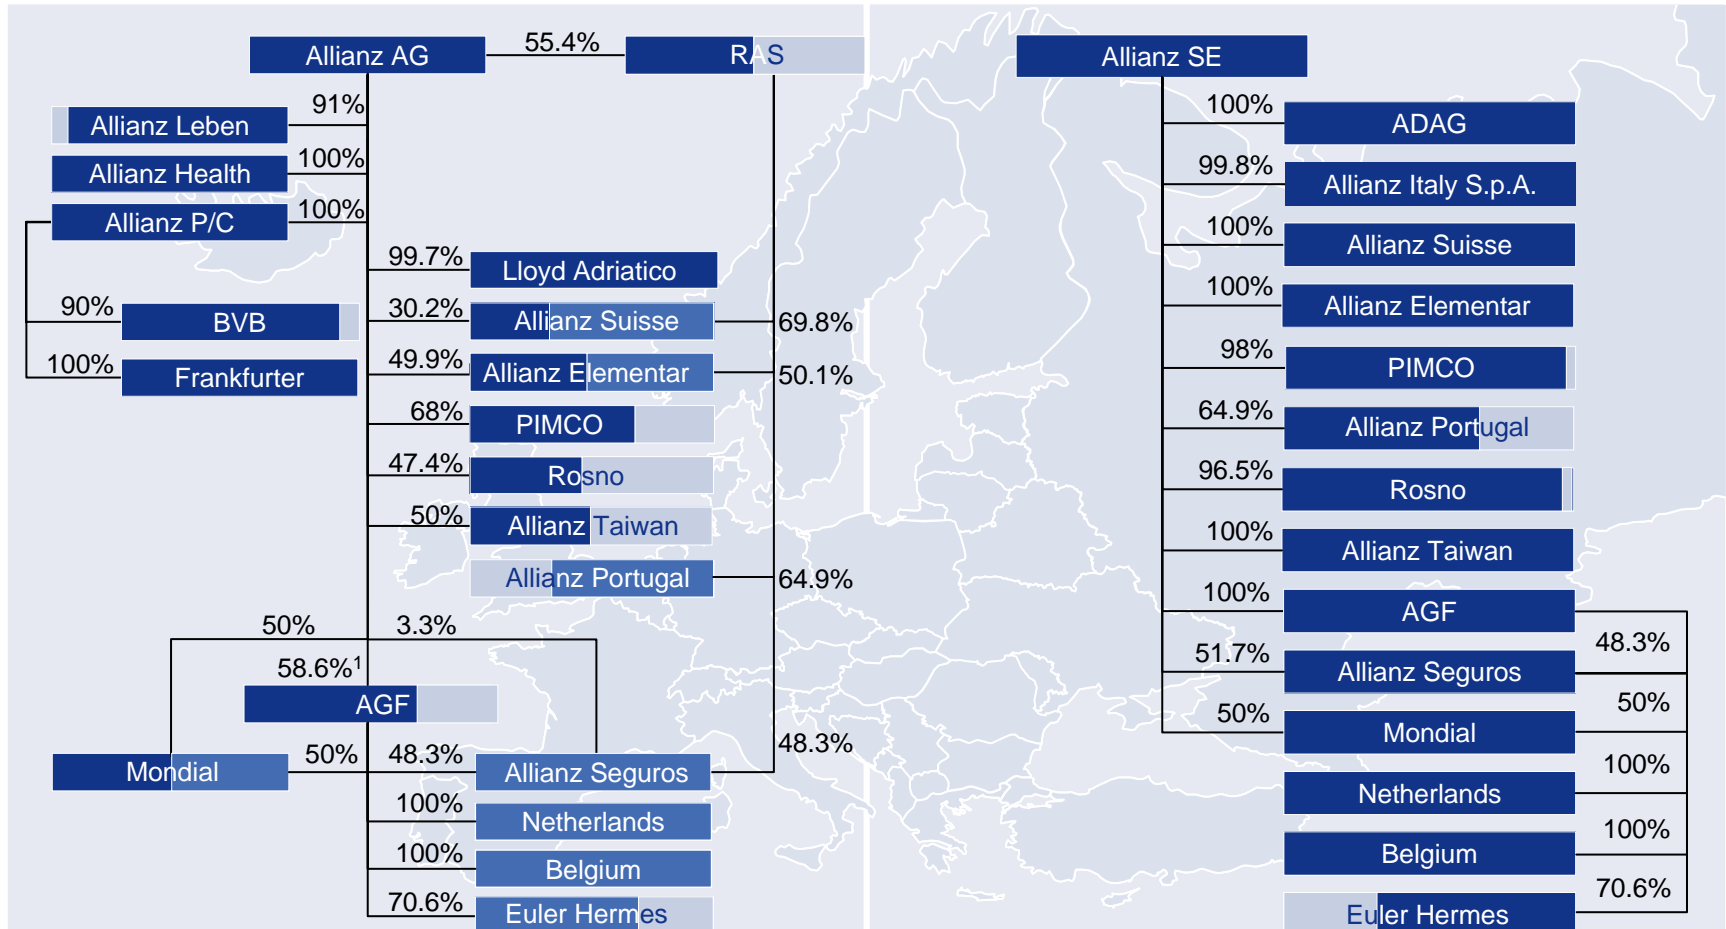 Allianz AG
55.4%
RAS
91%
Allianz Leben
100%
Allianz Health
100%
Allianz P/C
99.7%
Lloyd Adriatico
90%
BVB
30.2%
Allianz Suisse
69.8%
100%
Frankfurter
49.9%
Allianz Elementar
50.1%
68%
PIMCO
47.4%
Rosno
50%
Allianz Taiwan
Allianz Portugal
64.9%
50%
3.3%
58.6%1
AGF
Mondial
50%
48.3%
Allianz Seguros
48.3%
100%
Netherlands
100%
Belgium
70.6%
Euler Hermes
Allianz SE
100%
ADAG
99.8%
Allianz Italy S.p.A.
100%
Allianz Suisse
100%
Allianz Elementar
98%
PIMCO
64.9%
Allianz Portugal
96.5%
Rosno
100%
Allianz Taiwan
100%
AGF
48.3%
51.7%
Allianz Seguros
50%
50%
Mondial
100%
Netherlands
100%
Belgium
70.6%
Euler Hermes